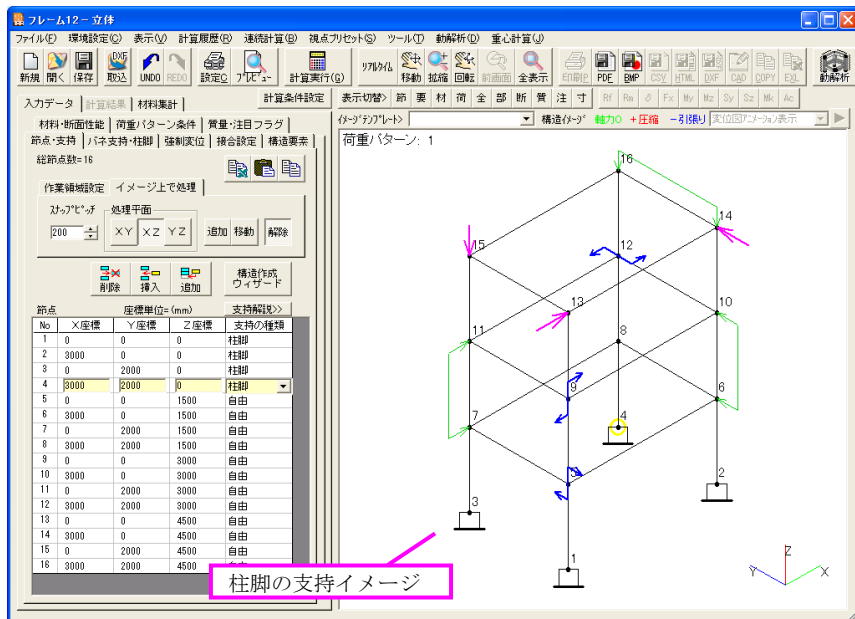 フレーム12－立体
ファイル(F) 環境設定(C) 表示(V) 計算履歴(R) 連続計算(B) 視点プリセット(S) ツール(T) 動解析(D) 重心計算(J)
新規 開く 保存 DXF 取込 UNDO REDO 設定C プレビュー 計算実行(G) リアルタイム 移動 拡縮 回転 前画面 全表示 印刷P PDF BMP CSV HTML DXF CAD COPY EXL 動解析
入力データ 計算結果 材料集計 計算条件設定
表示切替> 節 要 材 荷 全 部 断 質 注 寸 Rf Rm δ Fx My Mz Sy Sz Mk Ac
イメージテンプレート> 構造イメージ 軸力0 +圧縮 －引張り 変位図アニメーション表示
材料・断面性能 荷重パターン条件 質量・注目フラグ
節点・支持 バネ支持・柱脚 強制変位 接合設定 構造要素
総節点数=16
作業領域設定 イメージ上で処理
スナップピッチ 処理平面
200 XY XZ YZ 追加 移動 解除
削除 挿入 追加 構造作成ウィザード
節点 座標単位=(mm) 支持解説>>
No X座標 Y座標 Z座標 支持の種類
1 0 0 0 柱脚
2 3000 0 0 柱脚
3 0 2000 0 柱脚
4 3000 2000 0 柱脚
5 0 0 1500 自由
6 3000 0 1500 自由
7 0 2000 1500 自由
8 3000 2000 1500 自由
9 0 0 3000 自由
10 3000 0 3000 自由
11 0 2000 3000 自由
12 3000 2000 3000 自由
13 0 0 4500 自由
14 3000 0 4500 自由
15 0 2000 4500 自由
16 3000 2000 4500 自由
荷重パターン: 1
16
14
15
12
13
10
11
8
9
6
7
4
5
2
3
1
Z
Y X
柱脚の支持イメージ